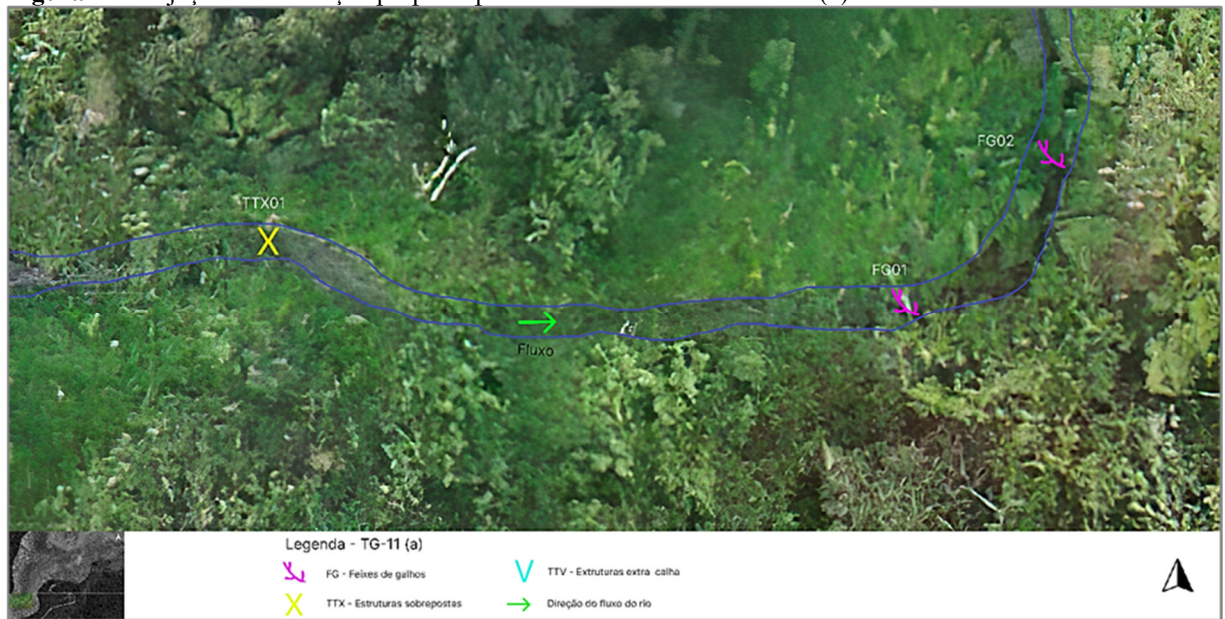 TTX01
FG02
FG01
Fluxo
Legenda - TG-11 (a)
FG - Feixes de galhos
TTV - Extruturas extra calha
TTX - Estruturas sobrepostas
Direção do fluxo do rio